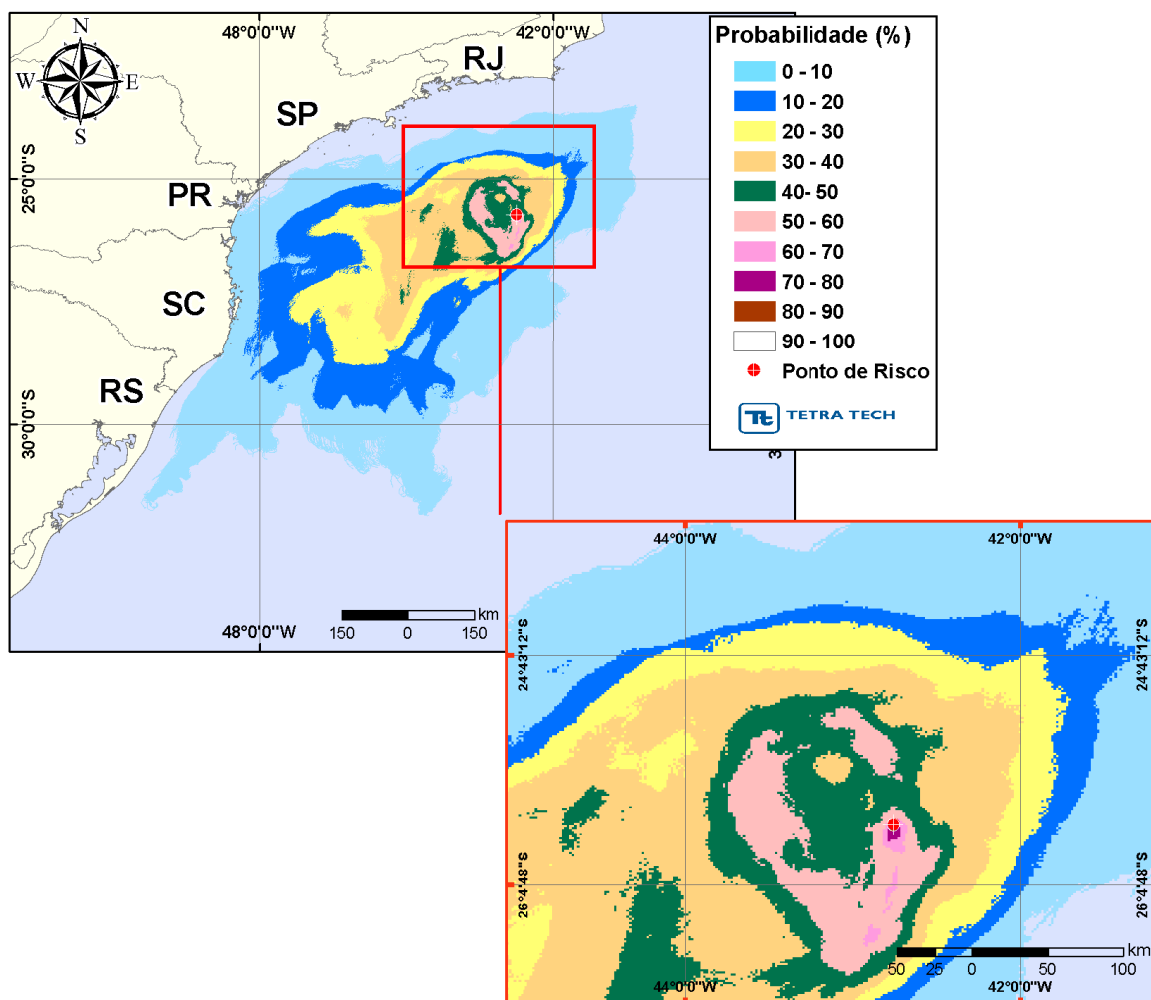 48°0'0"W
42°0'0"W
N
W
E
S
RJ
SP
PR
SC
RS
25°0'0"S
30°0'0"S
48°0'0"W
150
0
150
km
3
Probabilidade (%)
0 - 10
10 - 20
20 - 30
30 - 40
40- 50
50 - 60
60 - 70
70 - 80
80 - 90
90 - 100
Ponto de Risco
Tt TETRA TECH
44°0'0"W
42°0'0"W
24°43'12"S
24°43'12"S
26°4'48"S
26°4'48"S
50 25 0 50 100
km
44°0'0"W
42°0'0"W